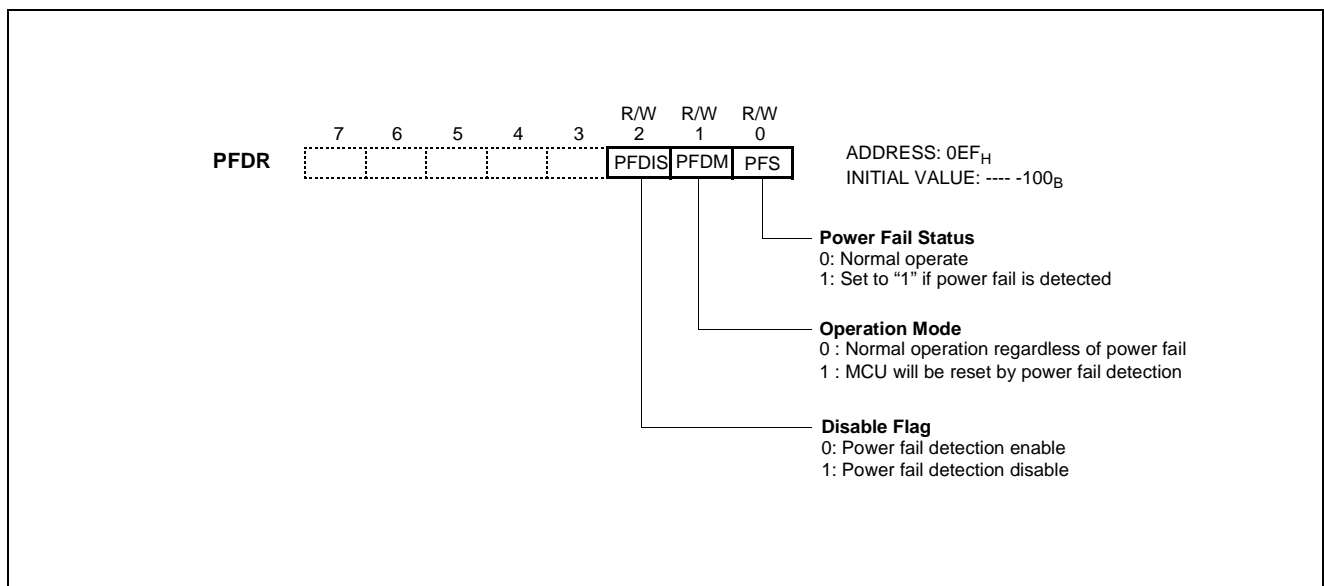 R/W R/W R/W
7 6 5 4 3 2 1 0
PFDR PFDIS PFDM PFS
ADDRESS: 0EFH
INITIAL VALUE: ---- -100B
Power Fail Status
0: Normal operate
1: Set to “1” if power fail is detected
Operation Mode
0 : Normal operation regardless of power fail
1 : MCU will be reset by power fail detection
Disable Flag
0: Power fail detection enable
1: Power fail detection disable